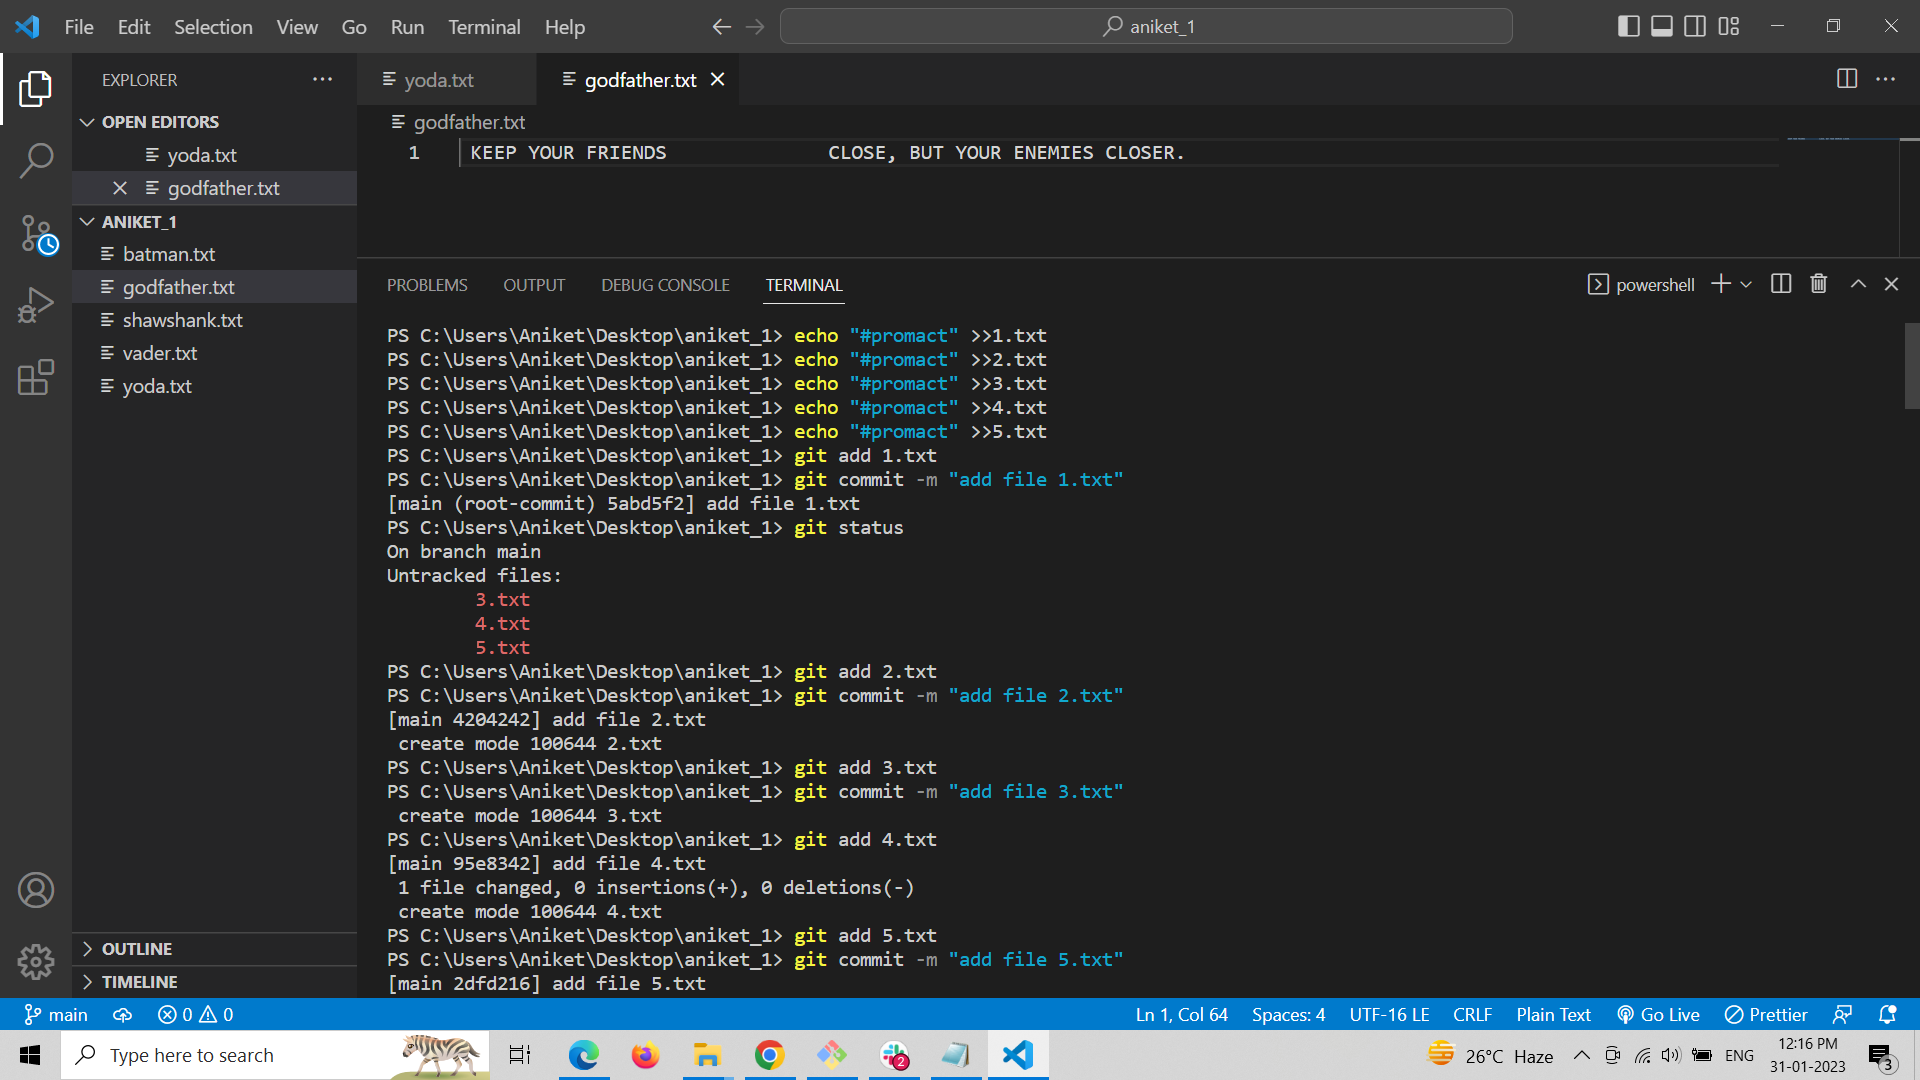 File Edit Selection View Go Run Terminal Help
aniket_1
EXPLORER
OPEN EDITORS
yoda.txt
godfather.txt
ANIKET_1
batman.txt
godfather.txt
shawshank.txt
vader.txt
yoda.txt
OUTLINE
TIMELINE
yoda.txt godfather.txt
godfather.txt
1 KEEP YOUR FRIENDS CLOSE, BUT YOUR ENEMIES CLOSER.
PROBLEMS OUTPUT DEBUG CONSOLE TERMINAL powershell
PS C:\Users\Aniket\Desktop\aniket_1> echo "#promact" >>1.txt
PS C:\Users\Aniket\Desktop\aniket_1> echo "#promact" >>2.txt
PS C:\Users\Aniket\Desktop\aniket_1> echo "#promact" >>3.txt
PS C:\Users\Aniket\Desktop\aniket_1> echo "#promact" >>4.txt
PS C:\Users\Aniket\Desktop\aniket_1> echo "#promact" >>5.txt
PS C:\Users\Aniket\Desktop\aniket_1> git add 1.txt
PS C:\Users\Aniket\Desktop\aniket_1> git commit -m "add file 1.txt"
[main (root-commit) 5abd5f2] add file 1.txt
PS C:\Users\Aniket\Desktop\aniket_1> git status
On branch main
Untracked files:
3.txt
4.txt
5.txt
PS C:\Users\Aniket\Desktop\aniket_1> git add 2.txt
PS C:\Users\Aniket\Desktop\aniket_1> git commit -m "add file 2.txt"
[main 4204242] add file 2.txt
create mode 100644 2.txt
PS C:\Users\Aniket\Desktop\aniket_1> git add 3.txt
PS C:\Users\Aniket\Desktop\aniket_1> git commit -m "add file 3.txt"
create mode 100644 3.txt
PS C:\Users\Aniket\Desktop\aniket_1> git add 4.txt
[main 95e8342] add file 4.txt
1 file changed, 0 insertions(+), 0 deletions(-)
create mode 100644 4.txt
PS C:\Users\Aniket\Desktop\aniket_1> git add 5.txt
PS C:\Users\Aniket\Desktop\aniket_1> git commit -m "add file 5.txt"
[main 2dfd216] add file 5.txt
main 0 0 Ln 1, Col 64 Spaces: 4 UTF-16 LE CRLF Plain Text Go Live Prettier
Type here to search 2 26°C Haze ENG 12:16 PM
31-01-2023 3